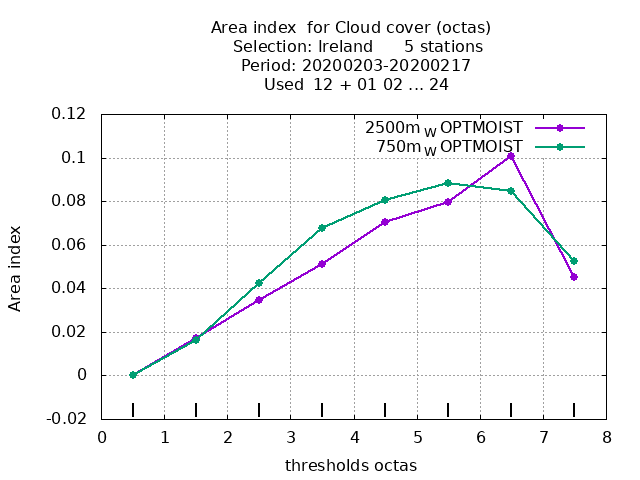 Area index  for Cloud cover (octas)
Selection: Ireland      5 stations
Period: 20200203-20200217
Used  12 + 01 02 ... 24
0.12
0.1
0.08
0.06
0.04
0.02
0
-0.02
Area index
2500m W OPTMOIST
750m W OPTMOIST
0 1 2 3 4 5 6 7 8
thresholds octas